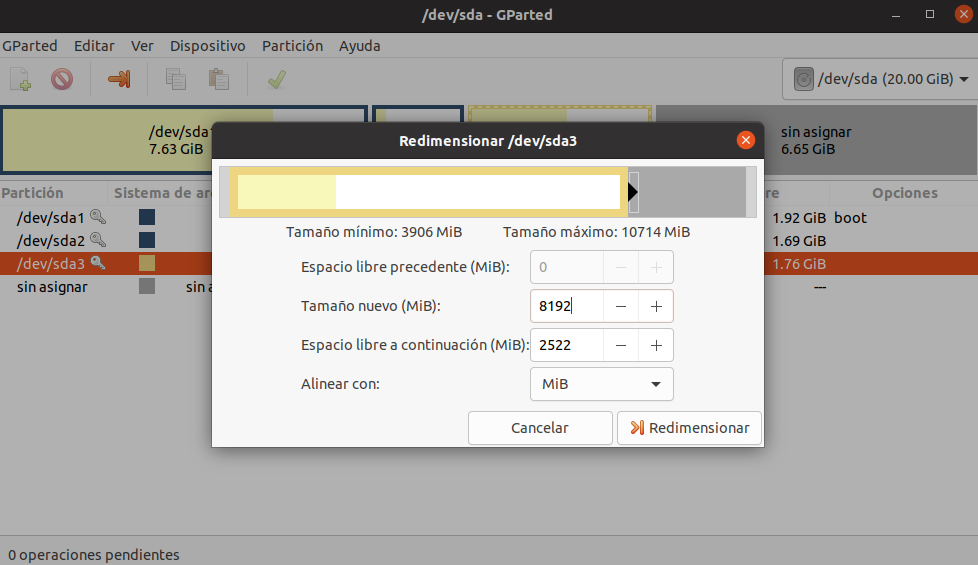 /dev/sda - GParted
GParted Editar Ver Dispositivo Partición Ayuda
/dev/sda (20.00 GiB)
/dev/sda1
7.63 GiB
sin asignar
6.65 GiB
Redimensionar /dev/sda3
Partición Sistema de ar re Opciones
/dev/sda1 1.92 GiB boot
/dev/sda2 1.69 GiB
/dev/sda3 1.76 GiB
sin asignar sin a ---
Tamaño mínimo: 3906 MiB Tamaño máximo: 10714 MiB
Espacio libre precedente (MiB): 0
Tamaño nuevo (MiB): 8192
Espacio libre a continuación (MiB): 2522
Alinear con: MiB
Cancelar Redimensionar
0 operaciones pendientes